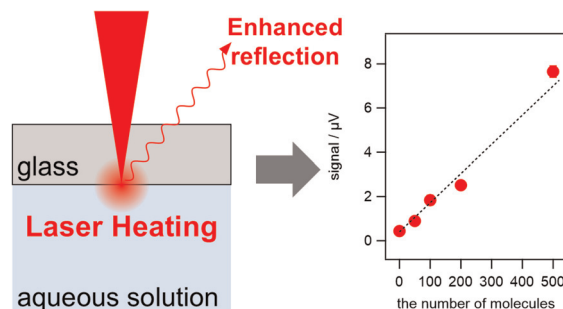 Enhanced
reflection
glass
Laser Heating
aqueous solution
signal / µV
8
6
4
2
0
0 100 200 300 400 500
the number of molecules